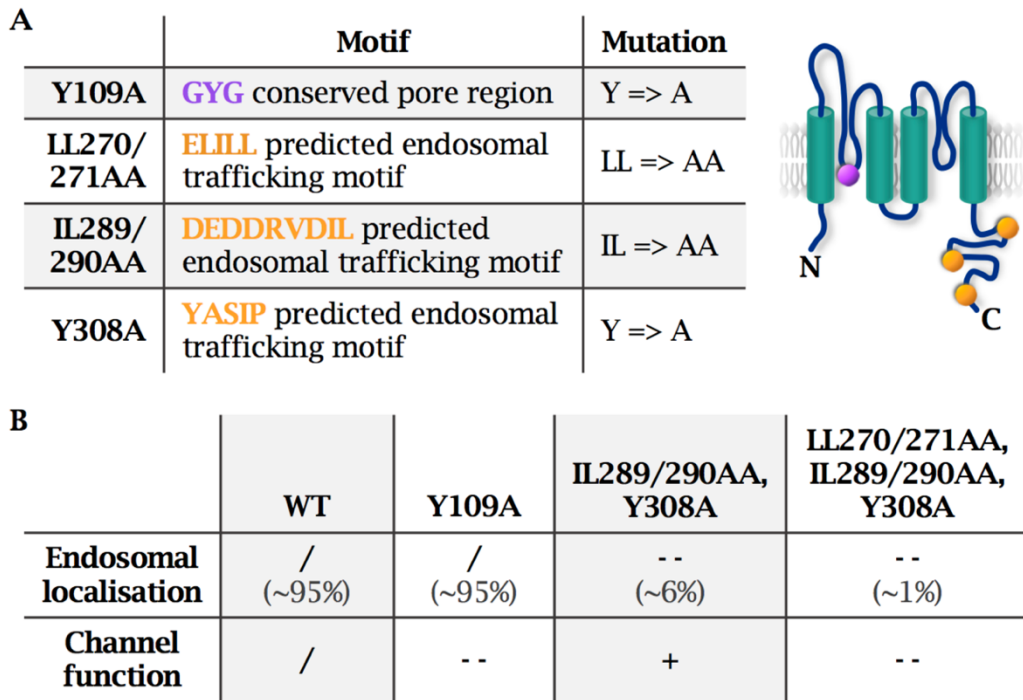 A
Motif Mutation
Y109A GYG conserved pore region Y => A
LL270/
271AA
ELILL predicted endosomal
trafficking motif
LL => AA
IL289/
290AA
DEDDRVDIL predicted
endosomal trafficking motif
IL => AA
Y308A
YASIP predicted endosomal
trafficking motif
Y => A
N
C
B
WT
Y109A
IL289/290AA,
Y308A
LL270/271AA,
IL289/290AA,
Y308A
Endosomal
localisation
/
(~95%)
/
(~95%)
- -
(~6%)
- -
(~1%)
Channel
function
/
- -
+
- -